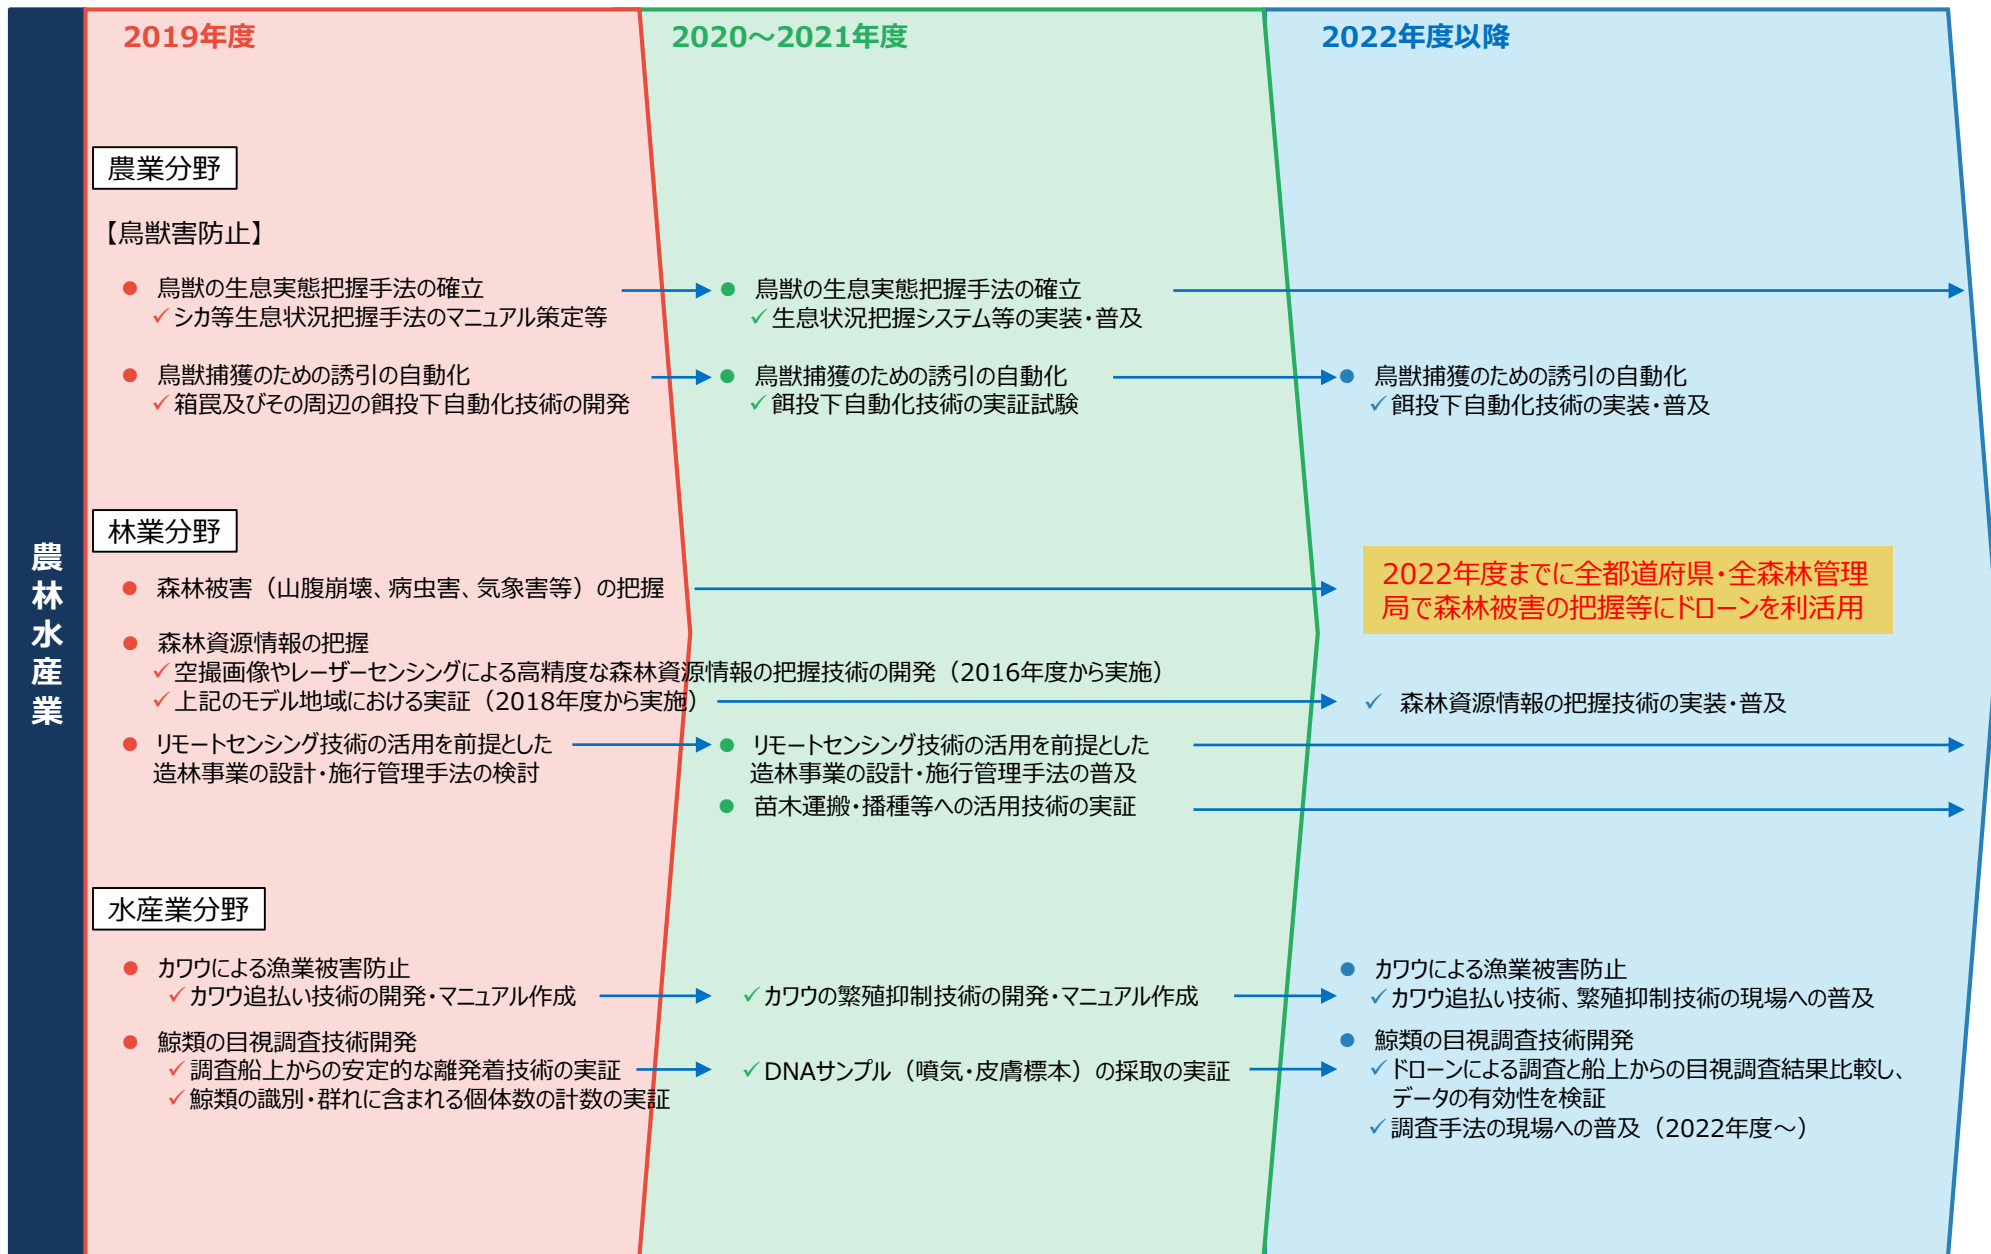 農林水産業
2019年度
2020～2021年度
2022年度以降
農業分野
【鳥獣害防止】
● 鳥獣の生息実態把握手法の確立
✓シカ等生息状況把握手法のマニュアル策定等
● 鳥獣の生息実態把握手法の確立
✓生息状況把握システム等の実装・普及
● 鳥獣捕獲のための誘引の自動化
✓箱罠及びその周辺の餌投下自動化技術の開発
● 鳥獣捕獲のための誘引の自動化
✓餌投下自動化技術の実証試験
● 鳥獣捕獲のための誘引の自動化
✓餌投下自動化技術の実装・普及
林業分野
● 森林被害（山腹崩壊、病虫害、気象害等）の把握
2022年度までに全都道府県・全森林管理
局で森林被害の把握等にドローンを利活用
● 森林資源情報の把握
✓空撮画像やレーザーセンシングによる高精度な森林資源情報の把握技術の開発（2016年度から実施）
✓上記のモデル地域における実証（2018年度から実施）
✓ 森林資源情報の把握技術の実装・普及
● リモートセンシング技術の活用を前提とした
造林事業の設計・施行管理手法の検討
● リモートセンシング技術の活用を前提とした
造林事業の設計・施行管理手法の普及
● 苗木運搬・播種等への活用技術の実証
水産業分野
● カワウによる漁業被害防止
✓カワウ追払い技術の開発・マニュアル作成
✓カワウの繁殖抑制技術の開発・マニュアル作成
● カワウによる漁業被害防止
✓カワウ追払い技術、繁殖抑制技術の現場への普及
● 鯨類の目視調査技術開発
✓調査船上からの安定的な離発着技術の実証
✓鯨類の識別・群れに含まれる個体数の計数の実証
✓DNAサンプル（噴気・皮膚標本）の採取の実証
● 鯨類の目視調査技術開発
✓ドローンによる調査と船上からの目視調査結果比較し、
データの有効性を検証
✓調査手法の現場への普及（2022年度～）